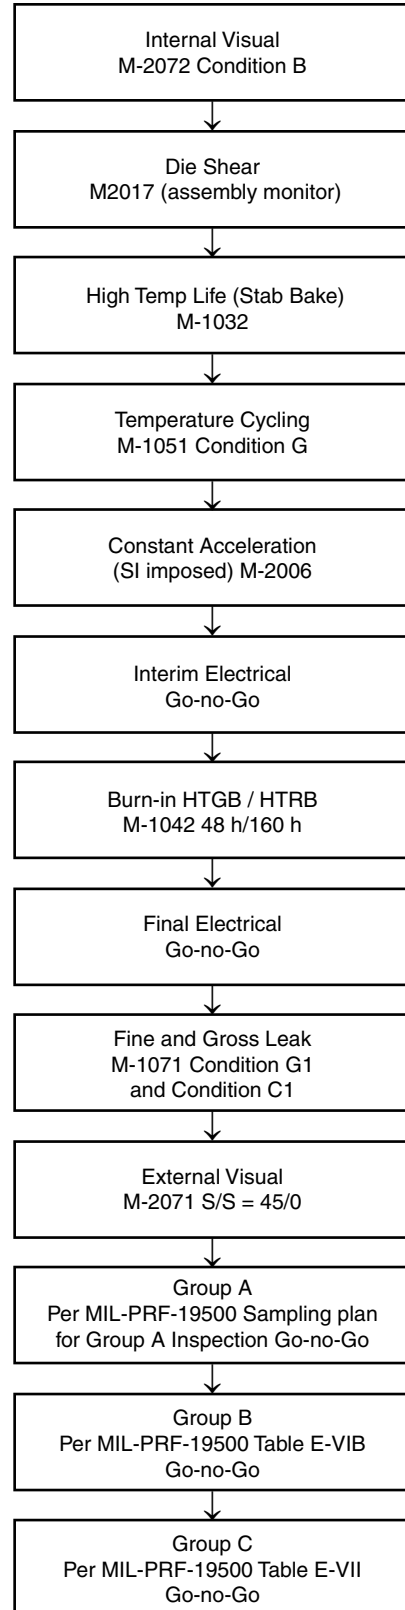 Internal Visual
M-2072 Condition B
Die Shear
M2017 (assembly monitor)
High Temp Life (Stab Bake)
M-1032
Temperature Cycling
M-1051 Condition G
Constant Acceleration
(SI imposed) M-2006
Interim Electrical
Go-no-Go
Burn-in HTGB / HTRB
M-1042 48 h/160 h
Final Electrical
Go-no-Go
Fine and Gross Leak
M-1071 Condition G1
and Condition C1
External Visual
M-2071 S/S = 45/0
Group A
Per MIL-PRF-19500 Sampling plan
for Group A Inspection Go-no-Go
Group B
Per MIL-PRF-19500 Table E-VIB
Go-no-Go
Group C
Per MIL-PRF-19500 Table E-VII
Go-no-Go